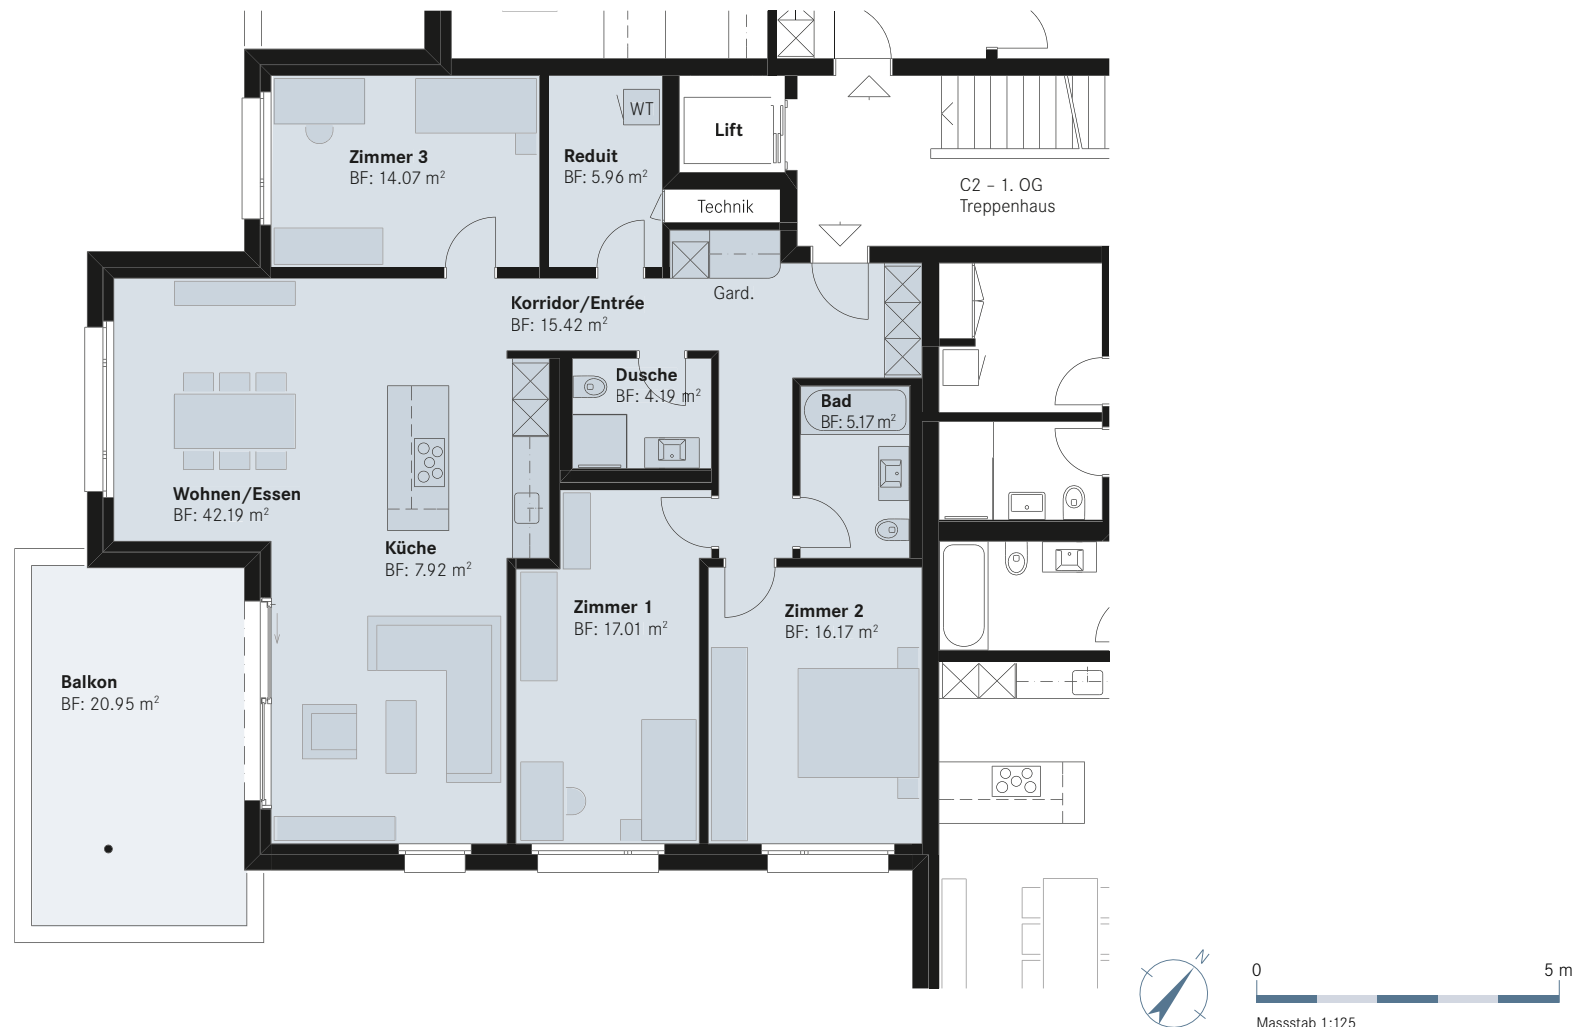 WT
Lift
Zimmer 3
BF: 14.07 m²
Reduit
BF: 5.96 m²
Technik
C2 – 1. OG
Treppenhaus
Gard.
Korridor/Entrée
BF: 15.42 m²
Dusche
BF: 4.19 m²
Bad
BF: 5.17 m²
Wohnen/Essen
BF: 42.19 m²
Küche
BF: 7.92 m²
Zimmer 1
BF: 17.01 m²
Zimmer 2
BF: 16.17 m²
Balkon
BF: 20.95 m²
N
0
5 m
Massstab 1:125